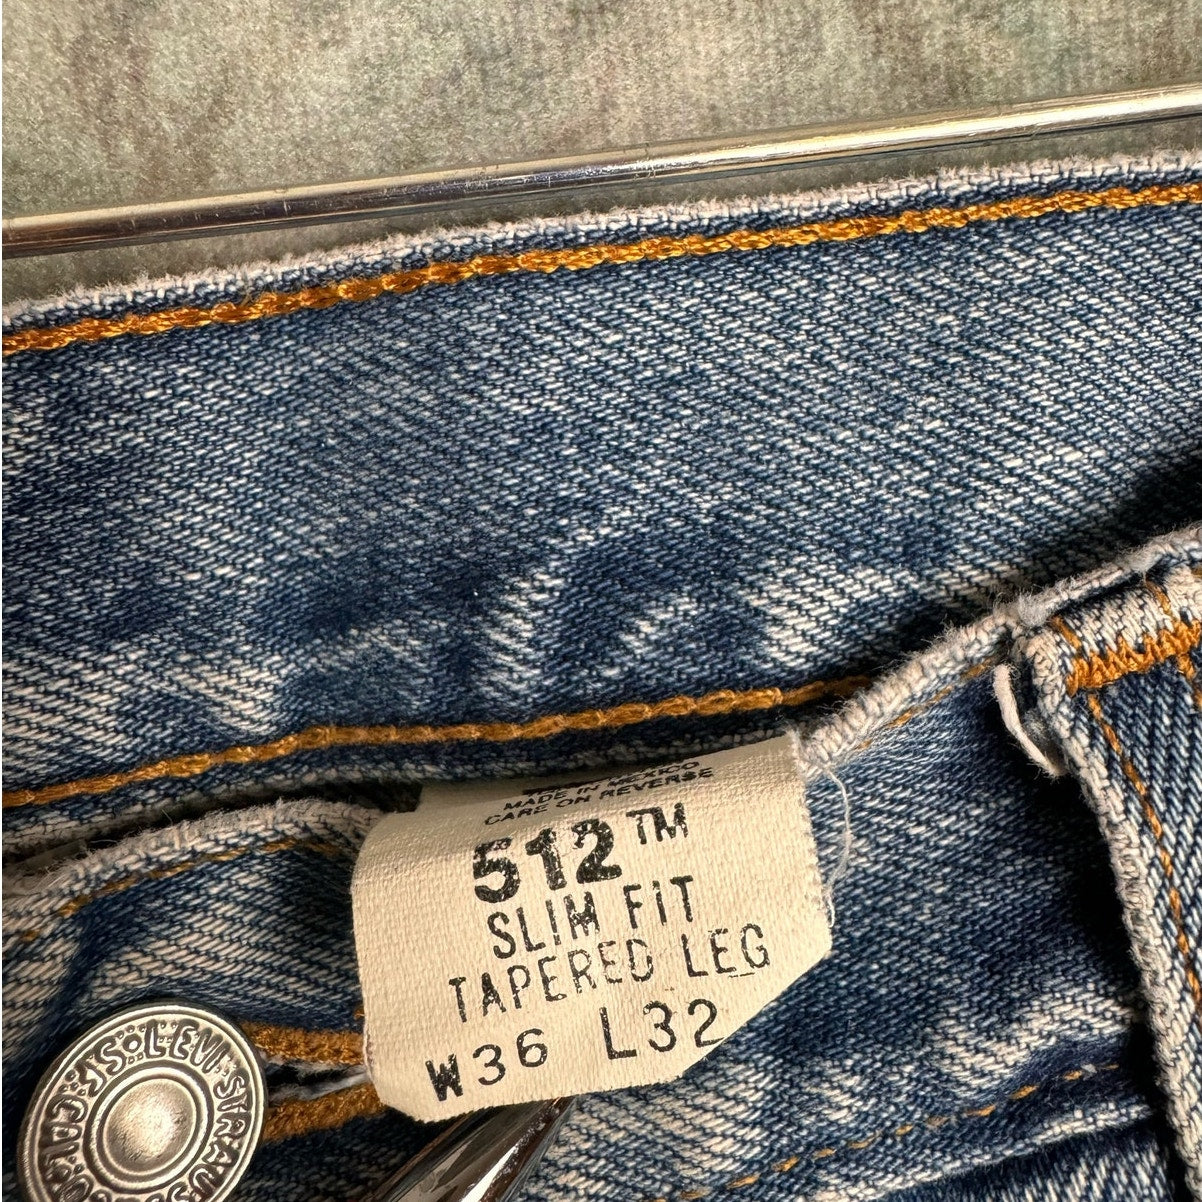 MADE IN MEXICO
CARE ON REVERSE
512™
SLIM FIT
TAPERED LEG
W36 L32
LEVI STRAUSS